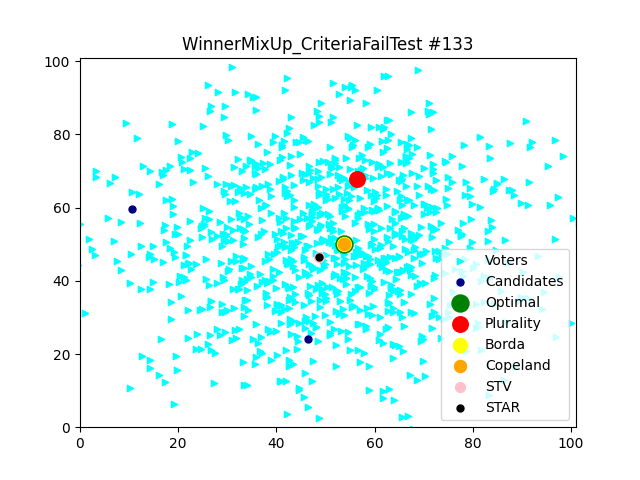 WinnerMixUp_CriteriaFailTest #133
100
80
60
40
20
0
Voters
Candidates
Optimal
Plurality
Borda
Copeland
STV
STAR
0 20 40 60 80 100